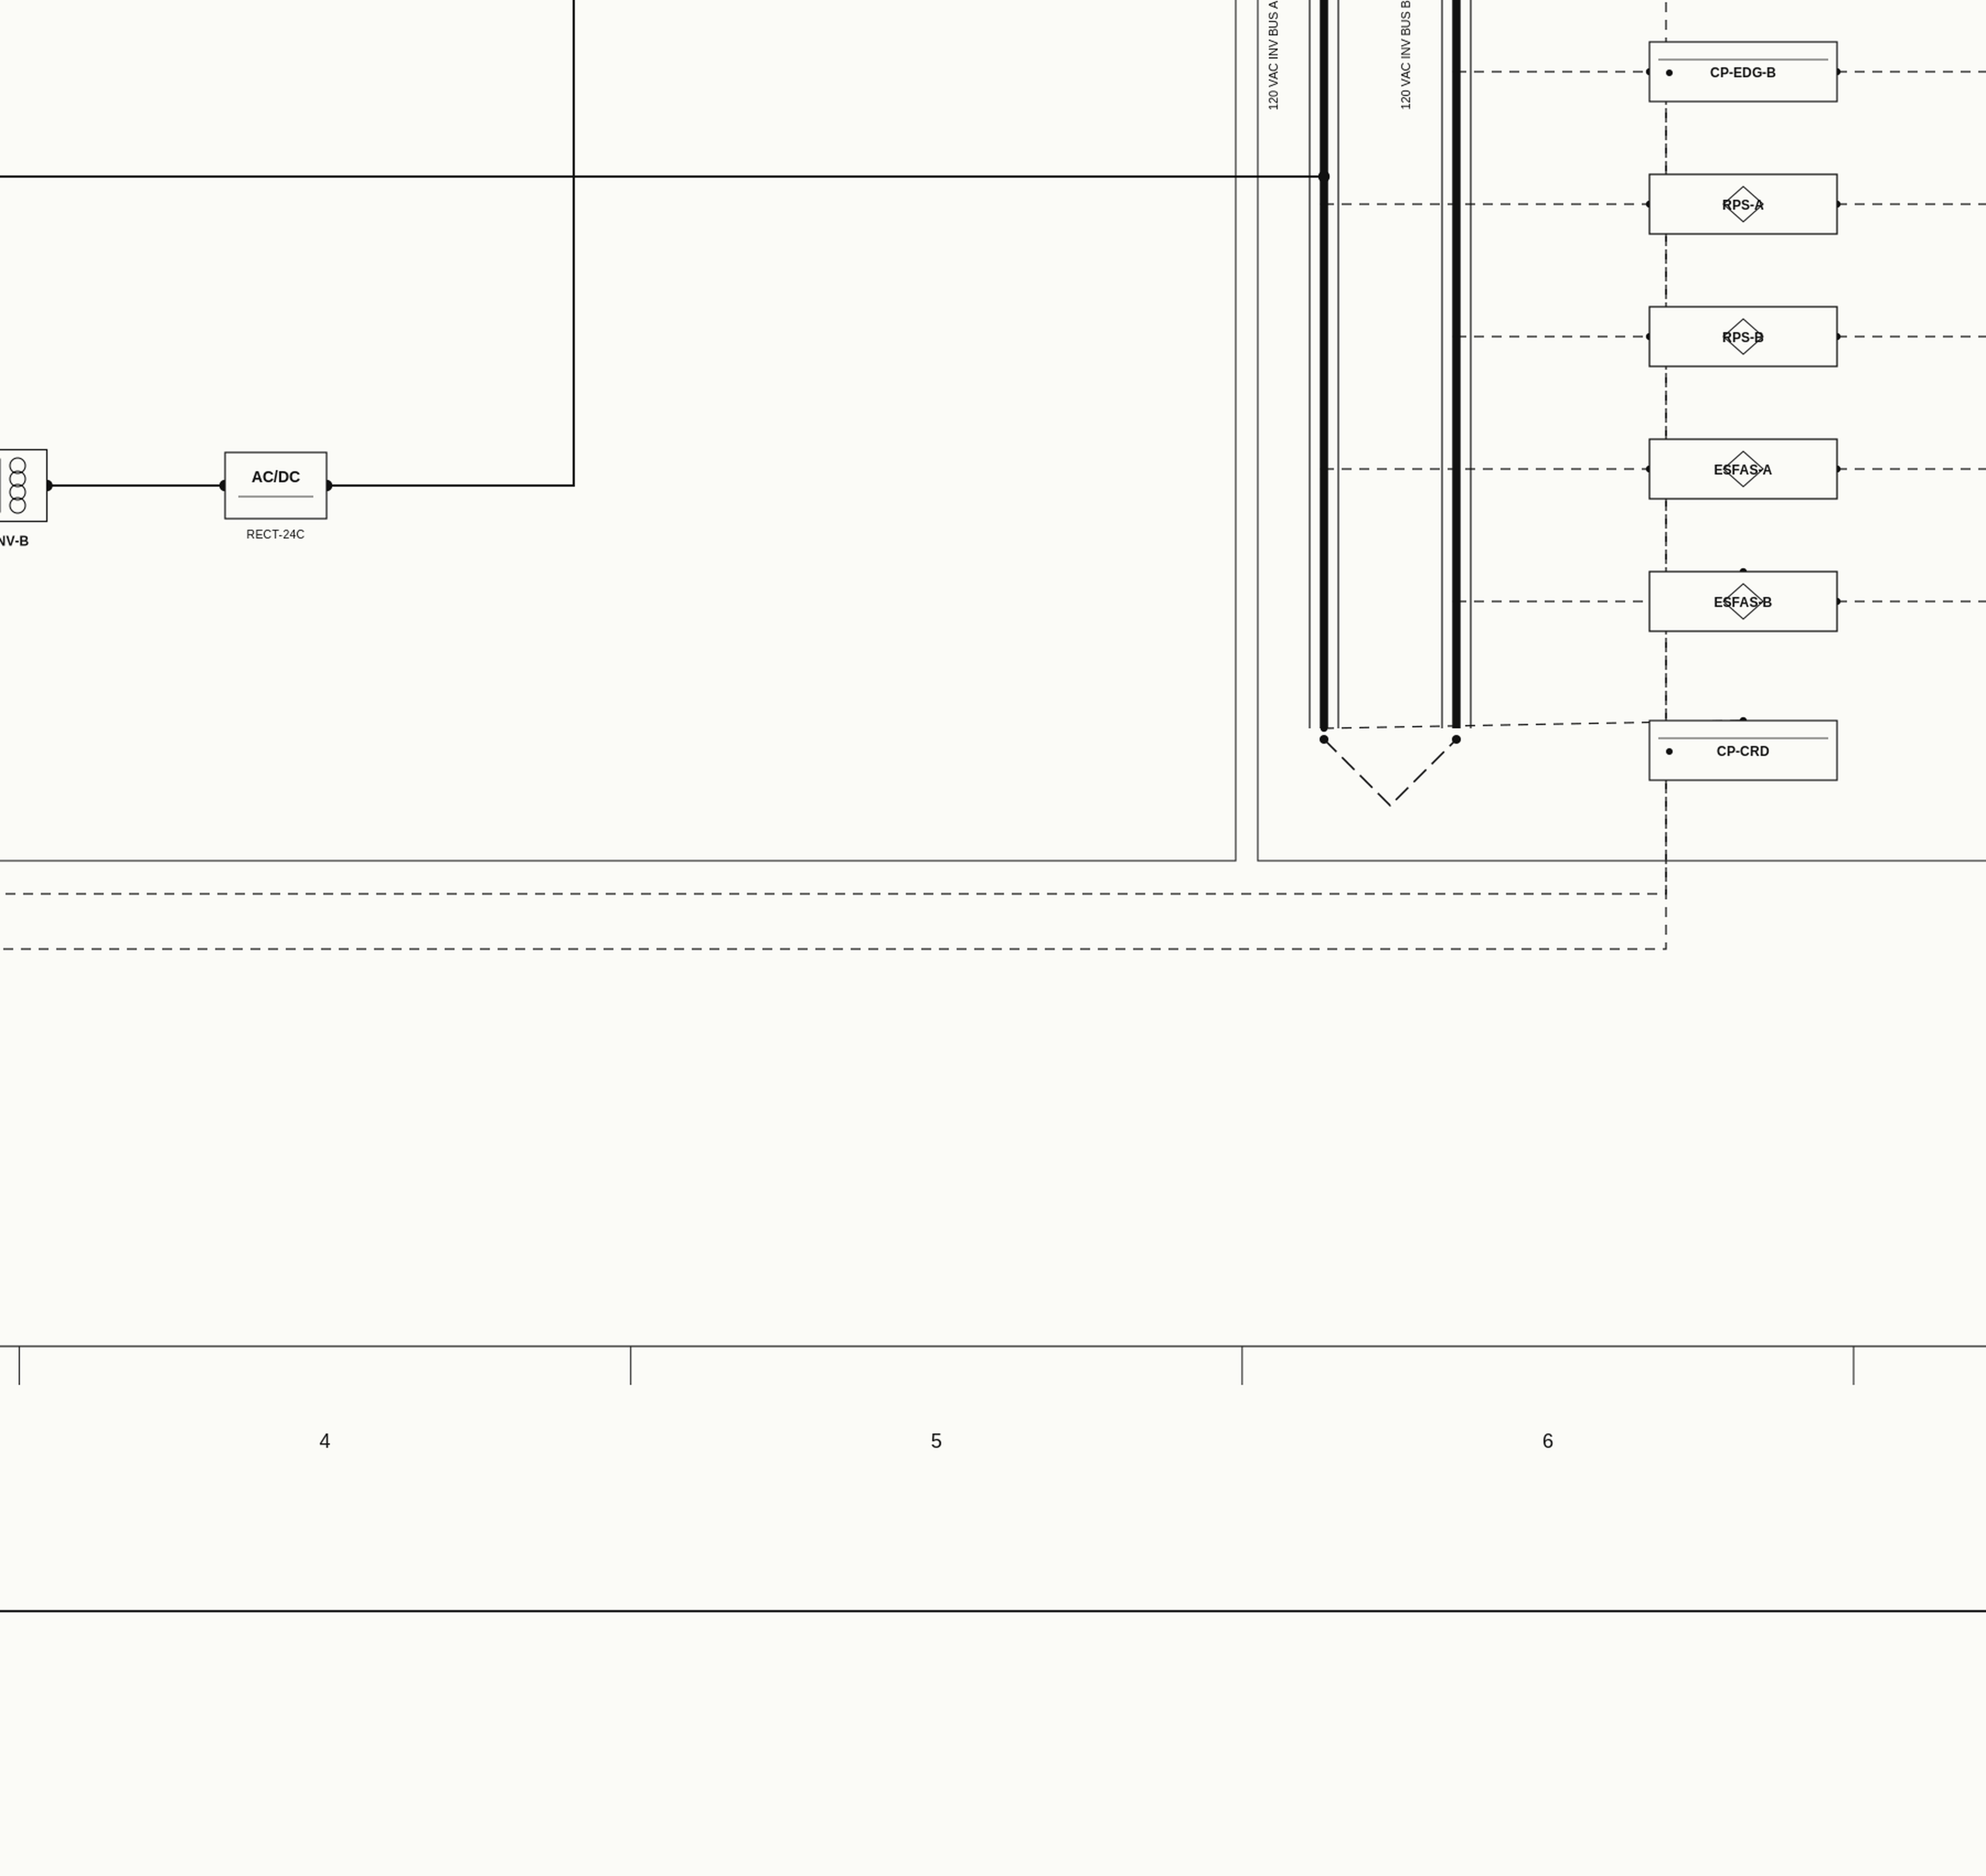 120 VAC INV BUS A
120 VAC INV BUS B
CP-EDG-B
RPS-A
RPS-B
AC/DC
ESFAS-A
RECT-24C
NV-B
ESFAS-B
CP-CRD
4
5
6